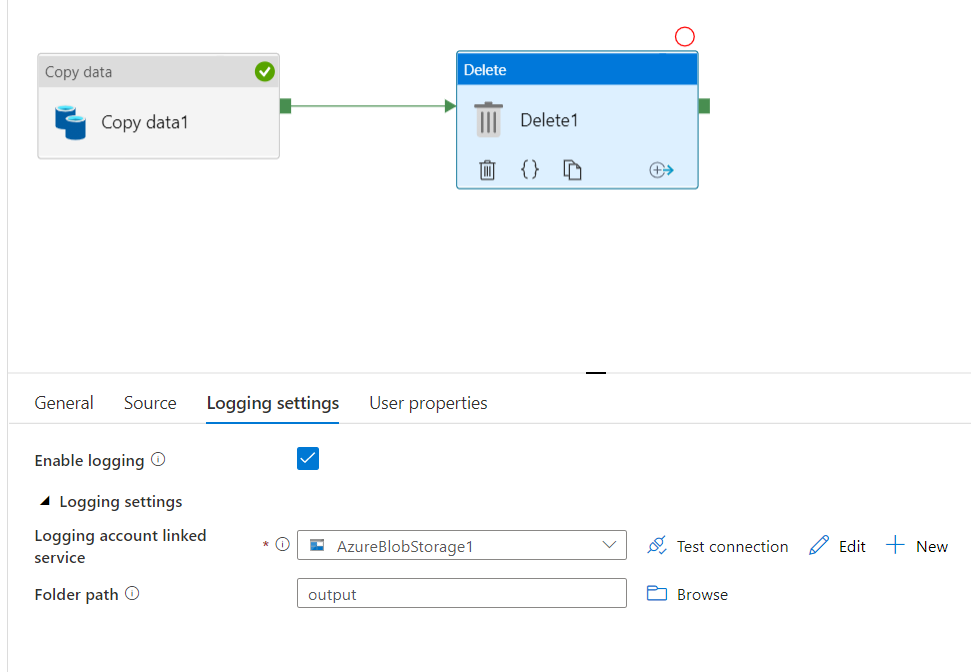 Copy data
Copy data1
Delete
Delete1
{}
General Source Logging settings User properties
Enable logging
Logging settings
Logging account linked
service
* AzureBlobStorage1 Test connection Edit New
Folder path output Browse